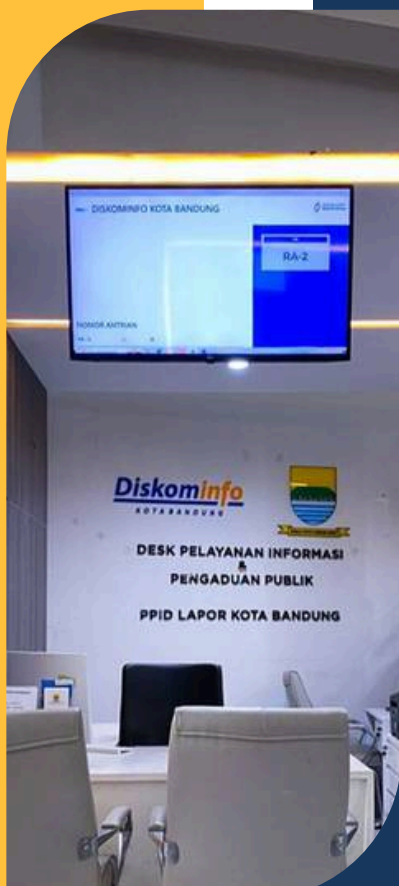 DISKOMINFO KOTA BANDUNG
RA-2
NOMOR ANTRIAN
Diskominfo
KOTA BANDUNG
DESK PELAYANAN INFORMASI
&
PENGADUAN PUBLIK
PPID LAPOR KOTA BANDUNG